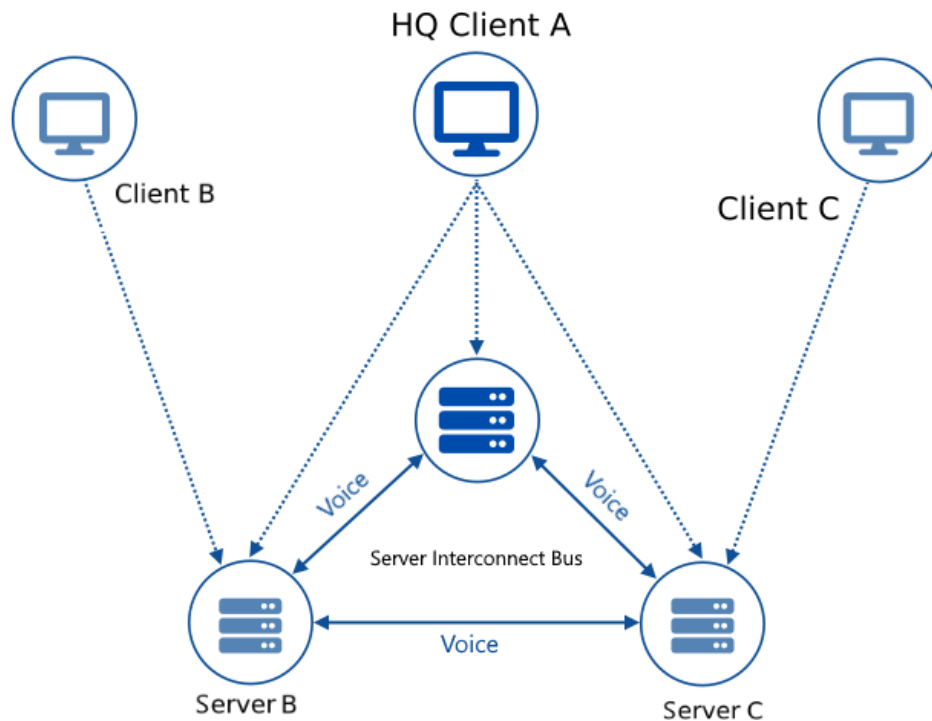 HQ Client A
Client B
Client C
Voice
Voice
Server Interconnect Bus
Voice
Server B
Server C